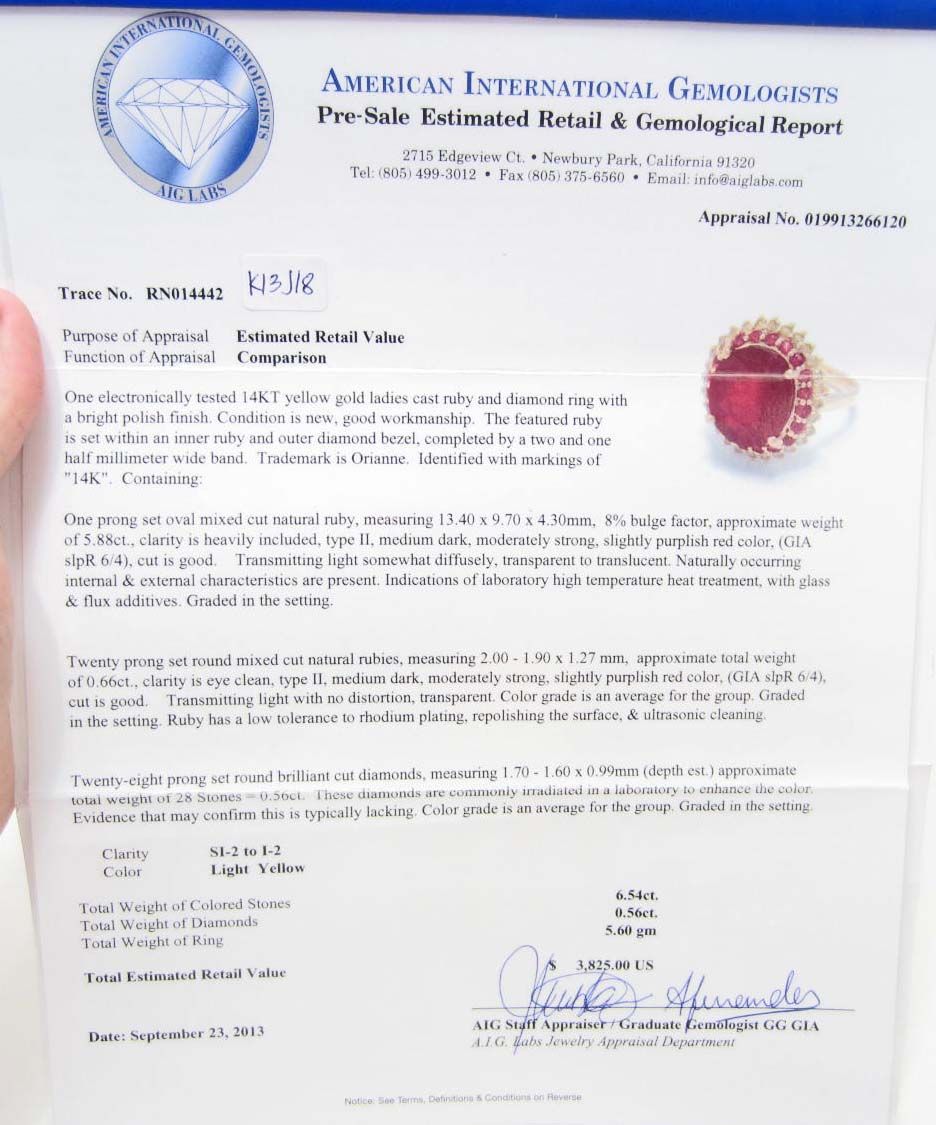 AMERICAN INTERNATIONAL GEMOLOGISTS
AIG LABS
AMERICAN INTERNATIONAL GEMOLOGISTS
Pre-Sale Estimated Retail & Gemological Report
2715 Edgeview Ct. • Newbury Park, California 91320
Tel: (805) 499-3012 • Fax (805) 375-6560 • Email: info@aiglabs.com
Appraisal No. 019913266120
Trace No. RN014442 K13J18
Purpose of Appraisal Estimated Retail Value
Function of Appraisal Comparison
One electronically tested 14KT yellow gold ladies cast ruby and diamond ring with
a bright polish finish. Condition is new, good workmanship. The featured ruby
is set within an inner ruby and outer diamond bezel, completed by a two and one
half millimeter wide band. Trademark is Orianne. Identified with markings of
"14K". Containing:
One prong set oval mixed cut natural ruby, measuring 13.40 x 9.70 x 4.30mm, 8% bulge factor, approximate weight
of 5.88ct., clarity is heavily included, type II, medium dark, moderately strong, slightly purplish red color, (GIA
slpR 6/4), cut is good. Transmitting light somewhat diffusely, transparent to translucent. Naturally occurring
internal & external characteristics are present. Indications of laboratory high temperature heat treatment, with glass
& flux additives. Graded in the setting.
Twenty prong set round mixed cut natural rubies, measuring 2.00 - 1.90 x 1.27 mm, approximate total weight
of 0.66ct., clarity is eye clean, type II, medium dark, moderately strong, slightly purplish red color, (GIA slpR 6/4),
cut is good. Transmitting light with no distortion, transparent. Color grade is an average for the group. Graded
in the setting. Ruby has a low tolerance to rhodium plating, repolishing the surface, & ultrasonic cleaning.
Twenty-eight prong set round brilliant cut diamonds, measuring 1.70 - 1.60 x 0.99mm (depth est.) approximate
total weight of 28 Stones = 0.56ct. These diamonds are commonly irradiated in a laboratory to enhance the color.
Evidence that may confirm this is typically lacking. Color grade is an average for the group. Graded in the setting.
Clarity SI-2 to I-2
Color Light Yellow
Total Weight of Colored Stones 6.54ct.
Total Weight of Diamonds 0.56ct.
Total Weight of Ring 5.60 gm
Total Estimated Retail Value $ 3,825.00 US
Date: September 23, 2013
AIG Staff Appraiser / Graduate Gemologist GG GIA
A.I.G. Labs Jewelry Appraisal Department
Notice: See Terms, Definitions & Conditions on Reverse